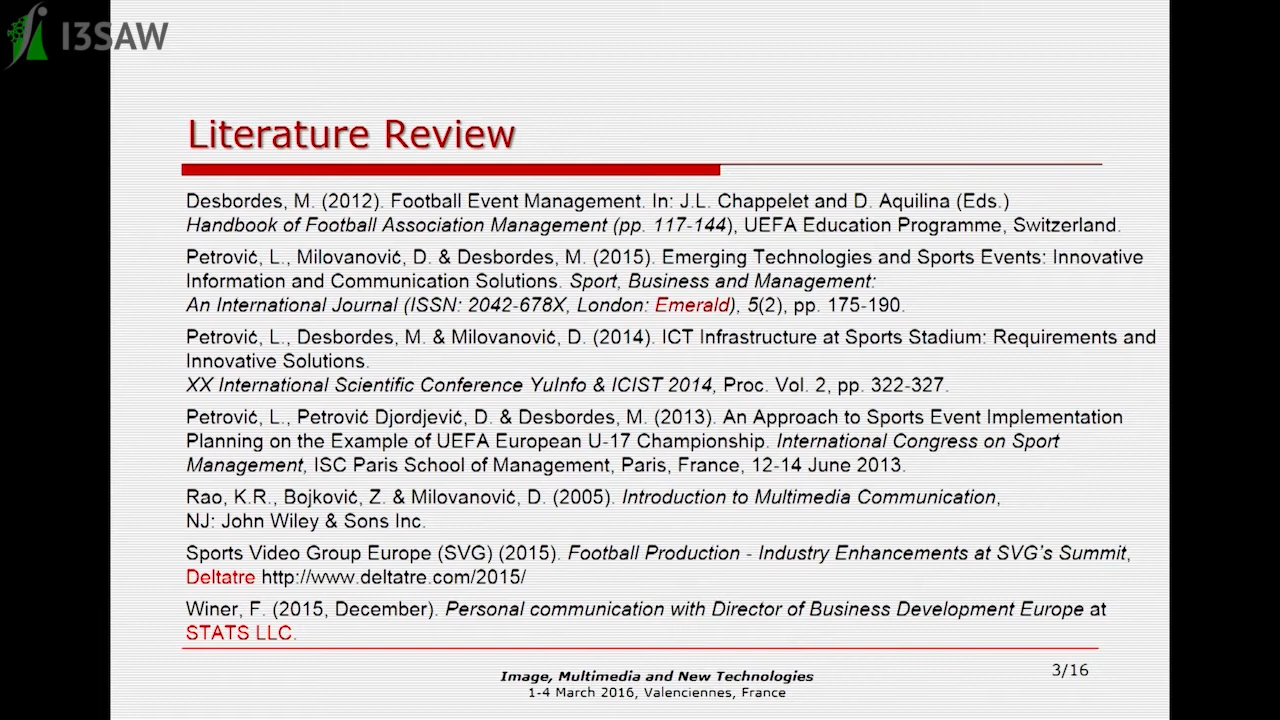 I3SAW
Literature Review
Desbordes, M. (2012). Football Event Management. In: J.L. Chappelet and D. Aquilina (Eds.)
Handbook of Football Association Management (pp. 117-144), UEFA Education Programme, Switzerland.
Petrović, L., Milovanović, D. & Desbordes, M. (2015). Emerging Technologies and Sports Events: Innovative
Information and Communication Solutions. Sport, Business and Management:
An International Journal (ISSN: 2042-678X, London: Emerald), 5(2), pp. 175-190.
Petrović, L., Desbordes, M. & Milovanović, D. (2014). ICT Infrastructure at Sports Stadium: Requirements and
Innovative Solutions.
XX International Scientific Conference YuInfo & ICIST 2014, Proc. Vol. 2, pp. 322-327.
Petrović, L., Petrović Djordjević, D. & Desbordes, M. (2013). An Approach to Sports Event Implementation
Planning on the Example of UEFA European U-17 Championship. International Congress on Sport
Management, ISC Paris School of Management, Paris, France, 12-14 June 2013.
Rao, K.R., Bojković, Z. & Milovanović, D. (2005). Introduction to Multimedia Communication,
NJ: John Wiley & Sons Inc.
Sports Video Group Europe (SVG) (2015). Football Production - Industry Enhancements at SVG's Summit,
Deltatre http://www.deltatre.com/2015/
Winer, F. (2015, December). Personal communication with Director of Business Development Europe at
STATS LLC.
Image, Multimedia and New Technologies
1-4 March 2016, Valenciennes, France
3/16